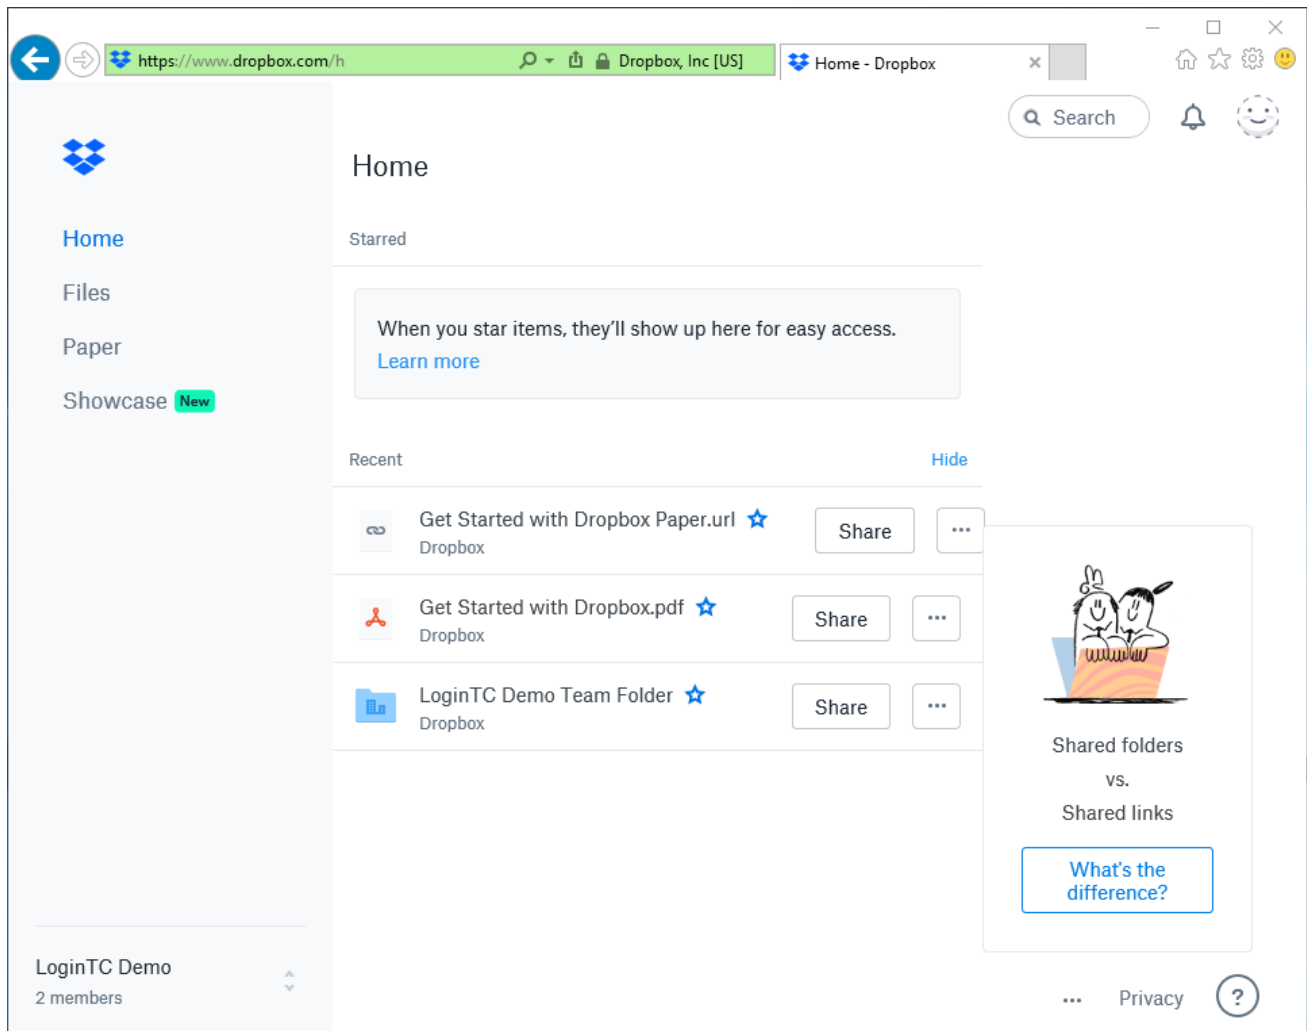 https://www.dropbox.com/h
Dropbox, Inc [US]
Home - Dropbox
Search
Home
Home
Files
Paper
Showcase New
Starred
When you star items, they’ll show up here for easy access.
Learn more
Recent
Hide
Get Started with Dropbox Paper.url
Dropbox
Share
Get Started with Dropbox.pdf
Dropbox
Share
LoginTC Demo Team Folder
Dropbox
Share
Shared folders
vs.
Shared links
What's the
difference?
LoginTC Demo
2 members
Privacy
?